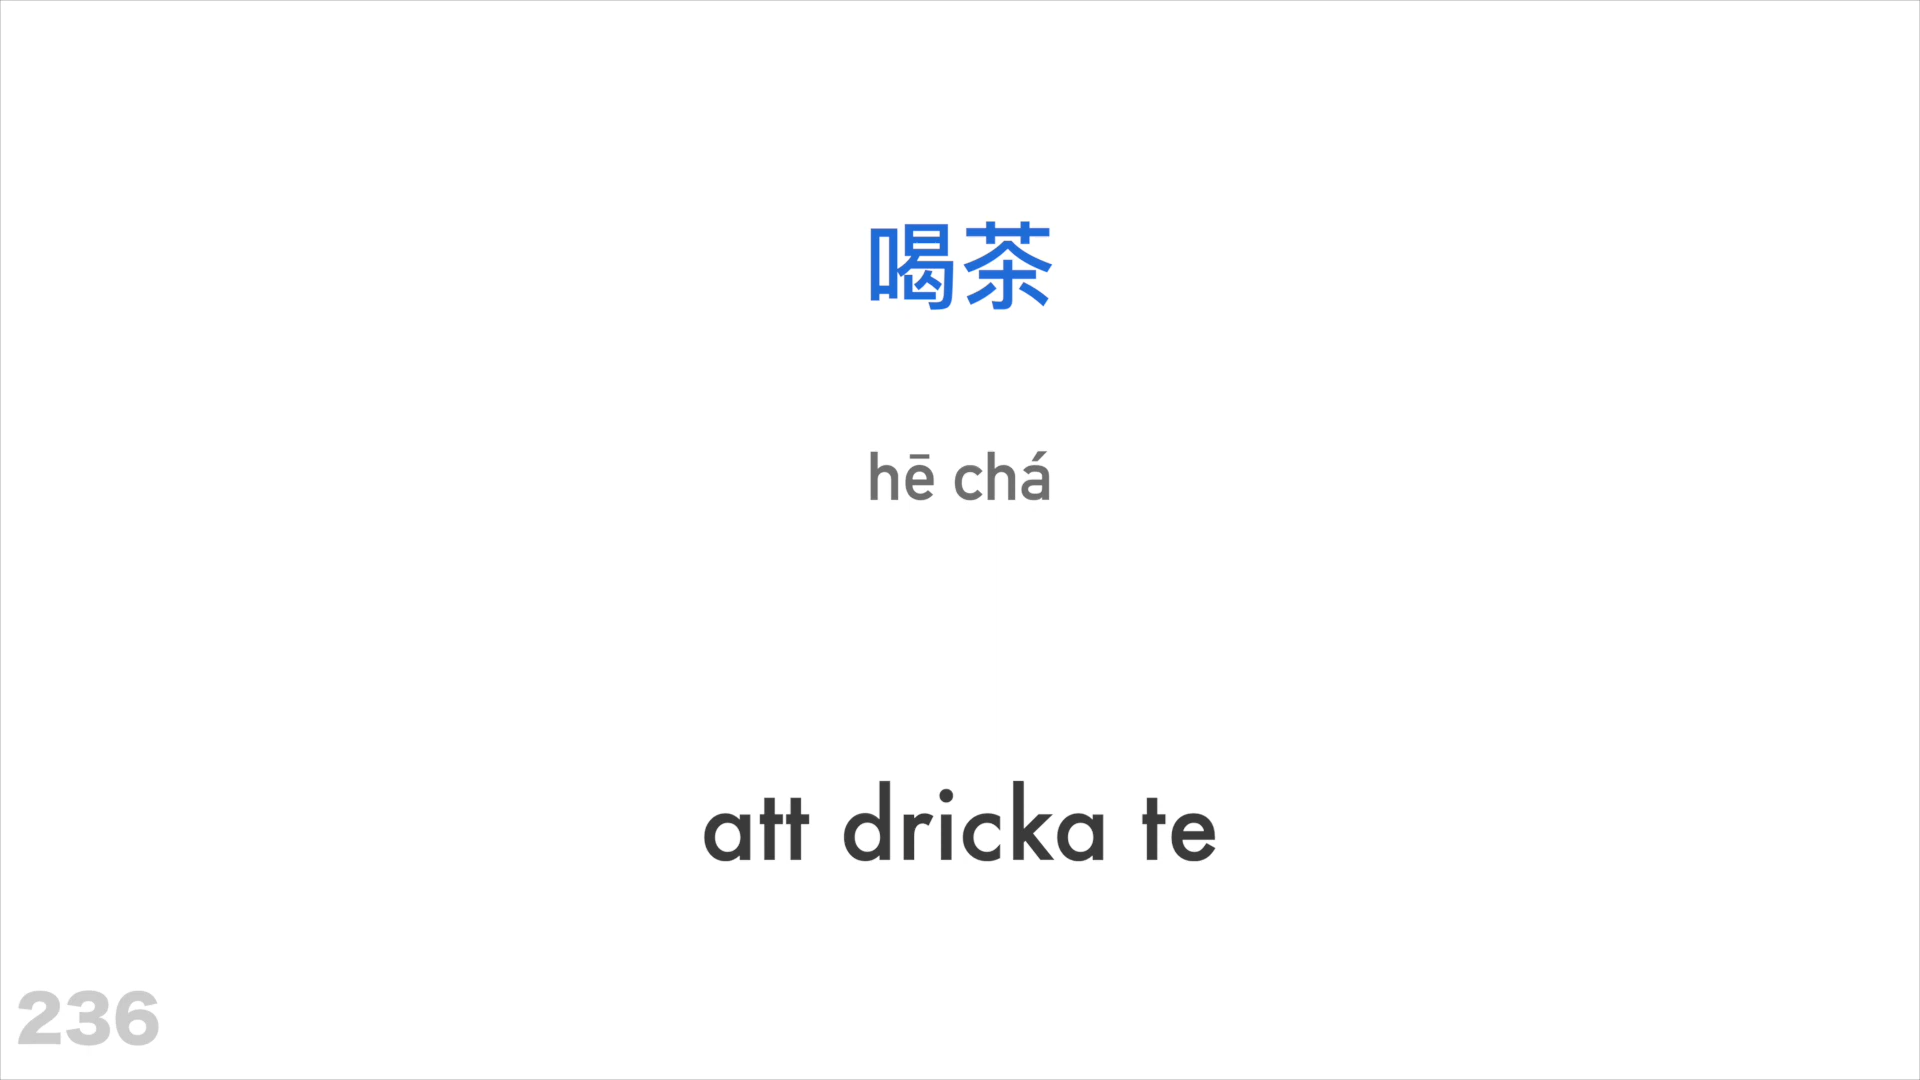 喝茶
hē chá
att dricka te
236